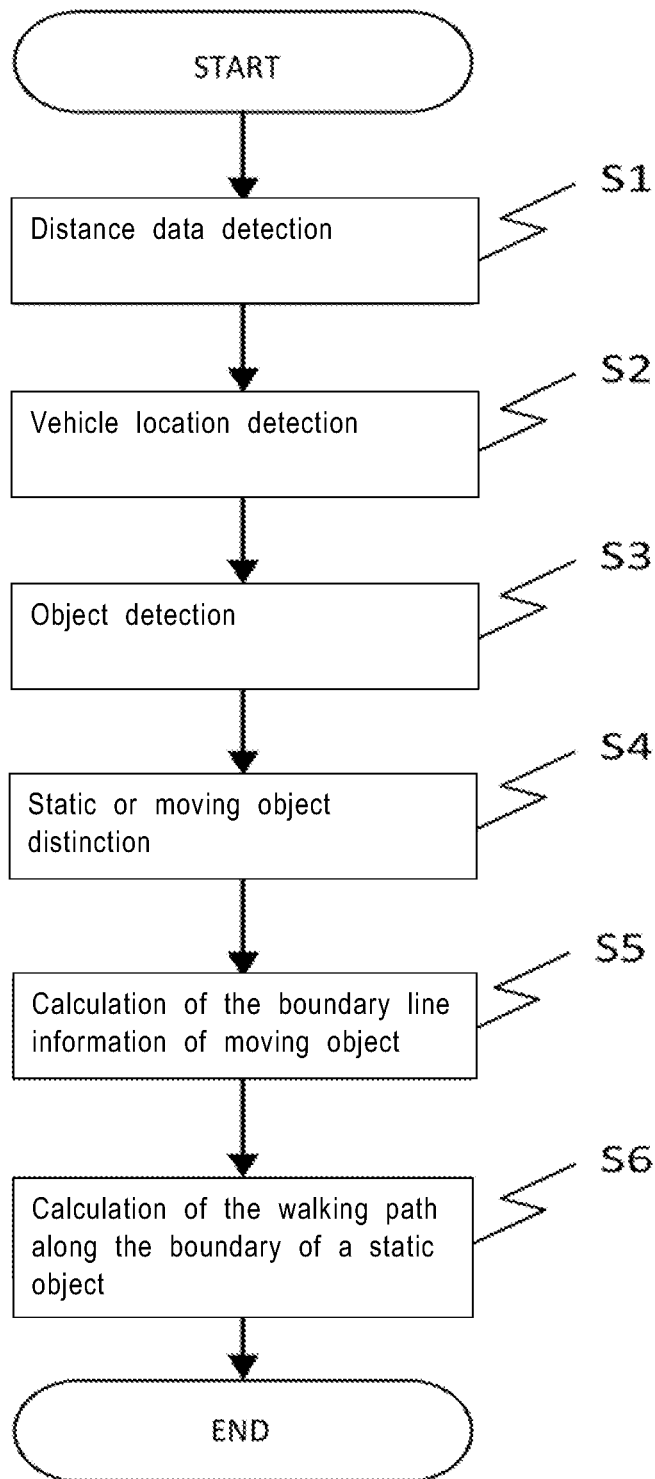 START
S1
Distance data detection
S2
Vehicle location detection
S3
Object detection
S4
Static or moving object
distinction
S5
Calculation of the boundary line
information of moving object
S6
Calculation of the walking path
along the boundary of a static
object
END